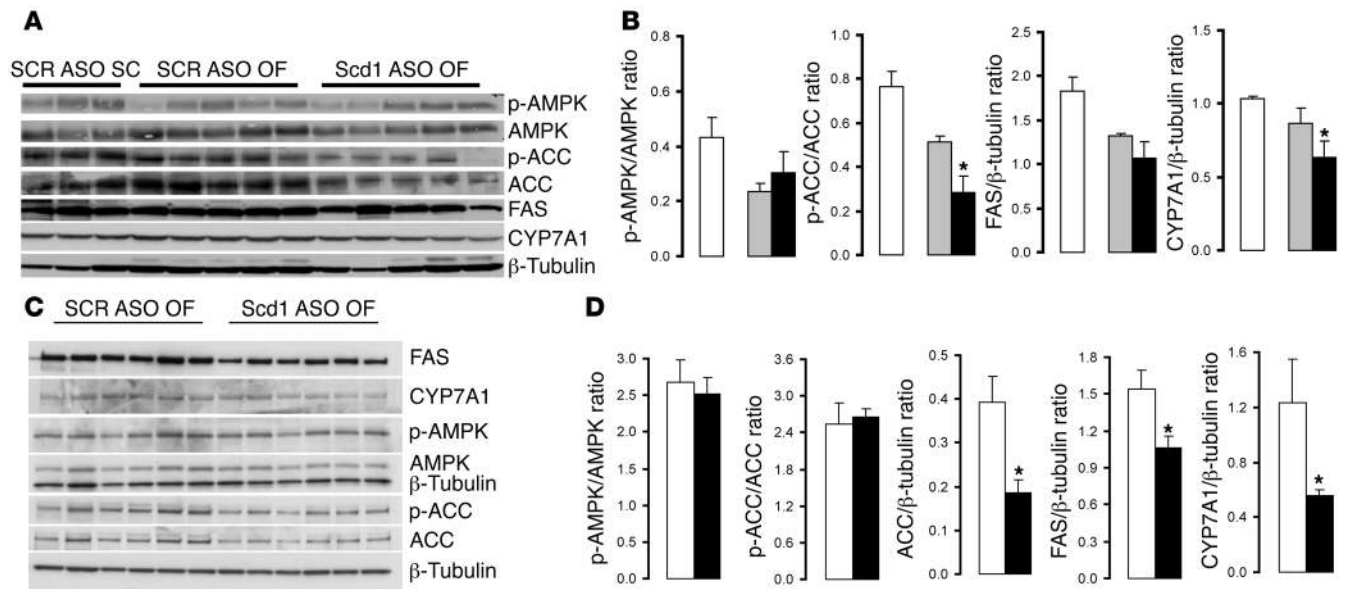 A
SCR ASO SC SCR ASO OF Scd1 ASO OF
p-AMPK
AMPK
p-ACC
ACC
FAS
CYP7A1
β-Tubulin
B
p-AMPK/AMPK ratio
0.8
0.6
0.4
0.2
0.0
p-ACC/ACC ratio
1.0
0.8
0.6
0.4
0.2
0.0
*
FAS/β-tubulin ratio
2.5
2.0
1.5
1.0
0.5
0.0
CYP7A1/β-tubulin ratio
1.5
1.0
0.5
0.0
*
C
SCR ASO OF Scd1 ASO OF
FAS
CYP7A1
p-AMPK
AMPK
β-Tubulin
p-ACC
ACC
β-Tubulin
D
p-AMPK/AMPK ratio
3.0
2.5
2.0
1.5
1.0
0.5
0.0
p-ACC/ACC ratio
3.6
3.0
2.4
1.8
1.2
0.6
0.0
ACC/β-tubulin ratio
0.5
0.4
0.3
0.2
0.1
0.0
*
FAS/β-tubulin ratio
1.8
1.5
1.2
0.9
0.6
0.3
0.0
*
CYP7A1/β-tubulin ratio
1.6
1.2
0.8
0.4
0.0
*